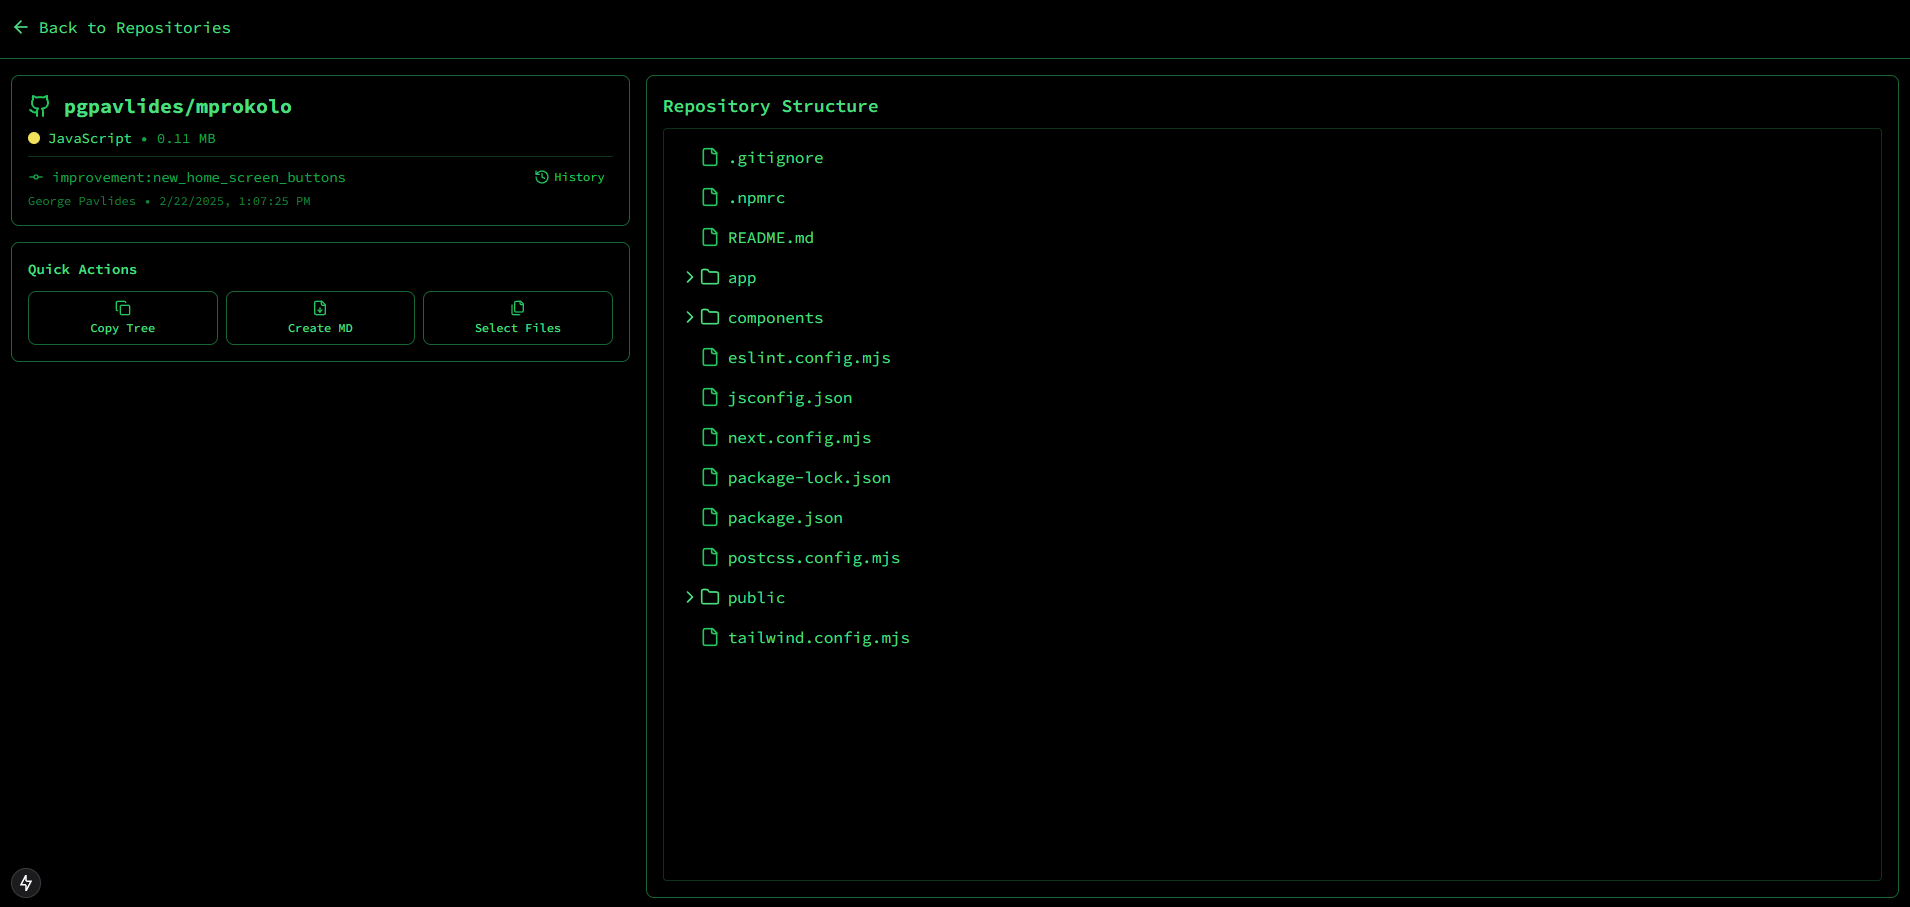 Back to Repositories
pgpavlides/mprokolo
JavaScript • 0.11 MB
improvement:new_home_screen_buttons
History
George Pavlides • 2/22/2025, 1:07:25 PM
Quick Actions
Copy Tree
Create MD
Select Files
Repository Structure
.gitignore
.npmrc
README.md
app
components
eslint.config.mjs
jsconfig.json
next.config.mjs
package-lock.json
package.json
postcss.config.mjs
public
tailwind.config.mjs